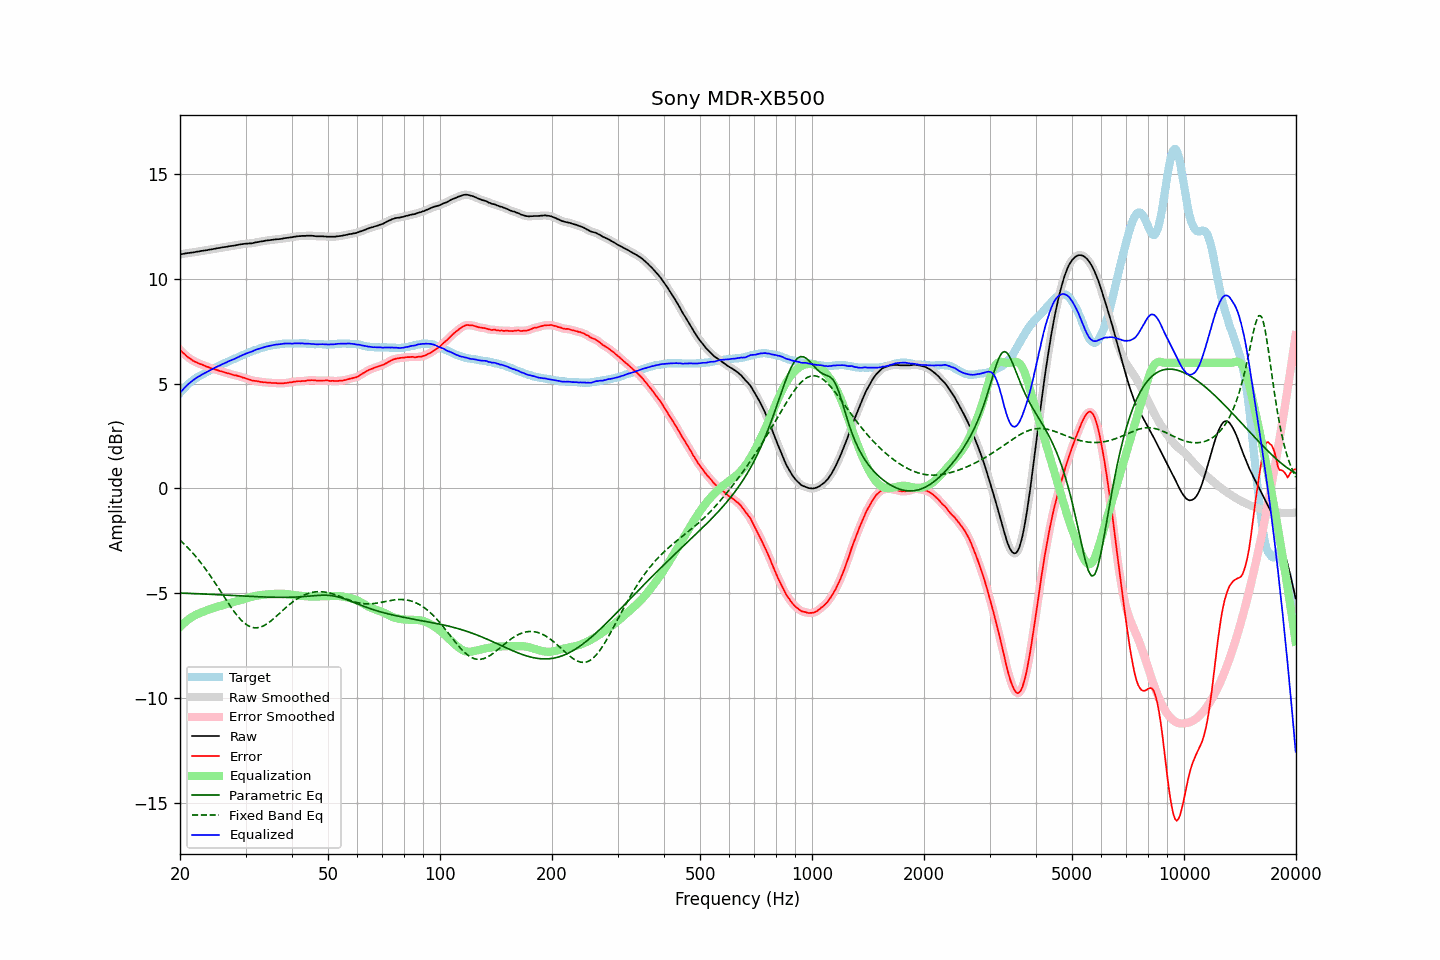 Sony MDR-XB500
Amplitude (dBr)
15
10
5
0
−5
−10
−15
Target
Raw Smoothed
Error Smoothed
Raw
Error
Equalization
Parametric Eq
Fixed Band Eq
Equalized
20 50 100 200 500 1000 2000 5000 10000 20000
Frequency (Hz)